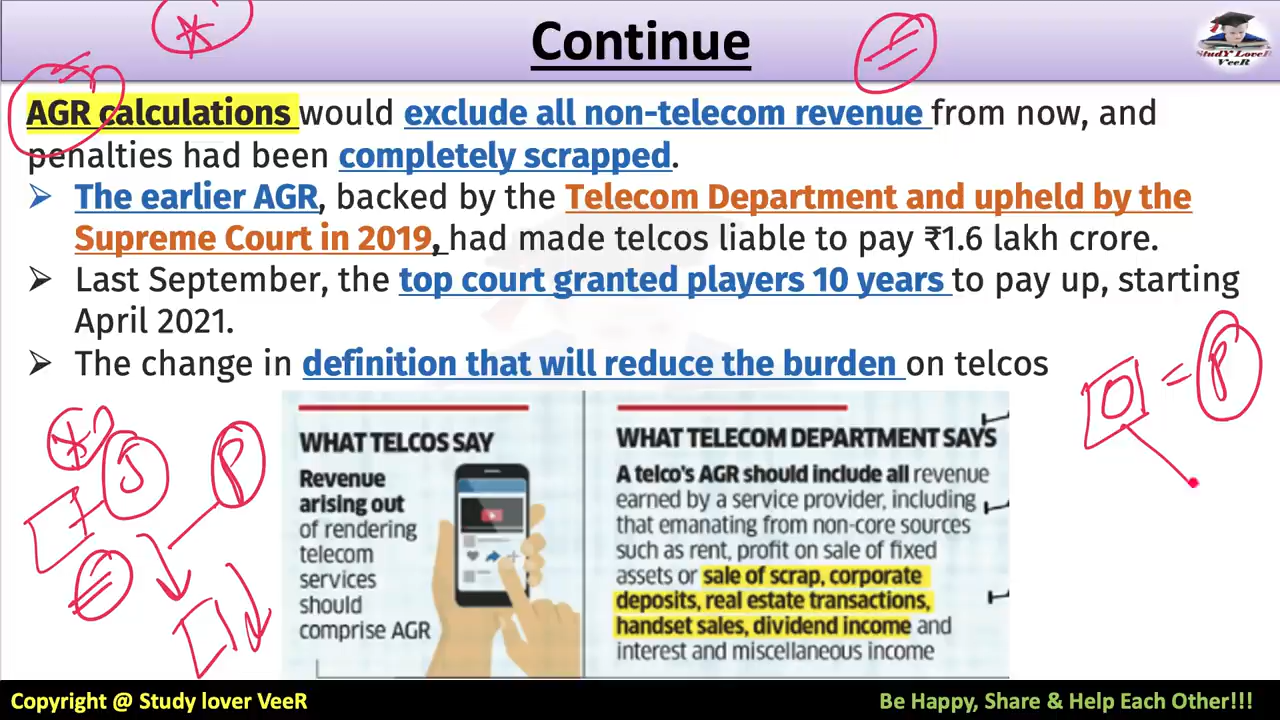 Continue
StudY LoveR
VeeR
AGR calculations would exclude all non-telecom revenue from now, and
penalties had been completely scrapped.
➢ The earlier AGR, backed by the Telecom Department and upheld by the
Supreme Court in 2019, had made telcos liable to pay ₹1.6 lakh crore.
➢ Last September, the top court granted players 10 years to pay up, starting
April 2021.
➢ The change in definition that will reduce the burden on telcos
WHAT TELCOS SAY
Revenue
arising out
of rendering
telecom
services
should
comprise AGR
WHAT TELECOM DEPARTMENT SAYS
A telco's AGR should include all revenue
earned by a service provider, including
that emanating from non-core sources
such as rent, profit on sale of fixed
assets or sale of scrap, corporate
deposits, real estate transactions,
handset sales, dividend income and
interest and miscellaneous income
Copyright @ Study lover VeeR
Be Happy, Share & Help Each Other!!!